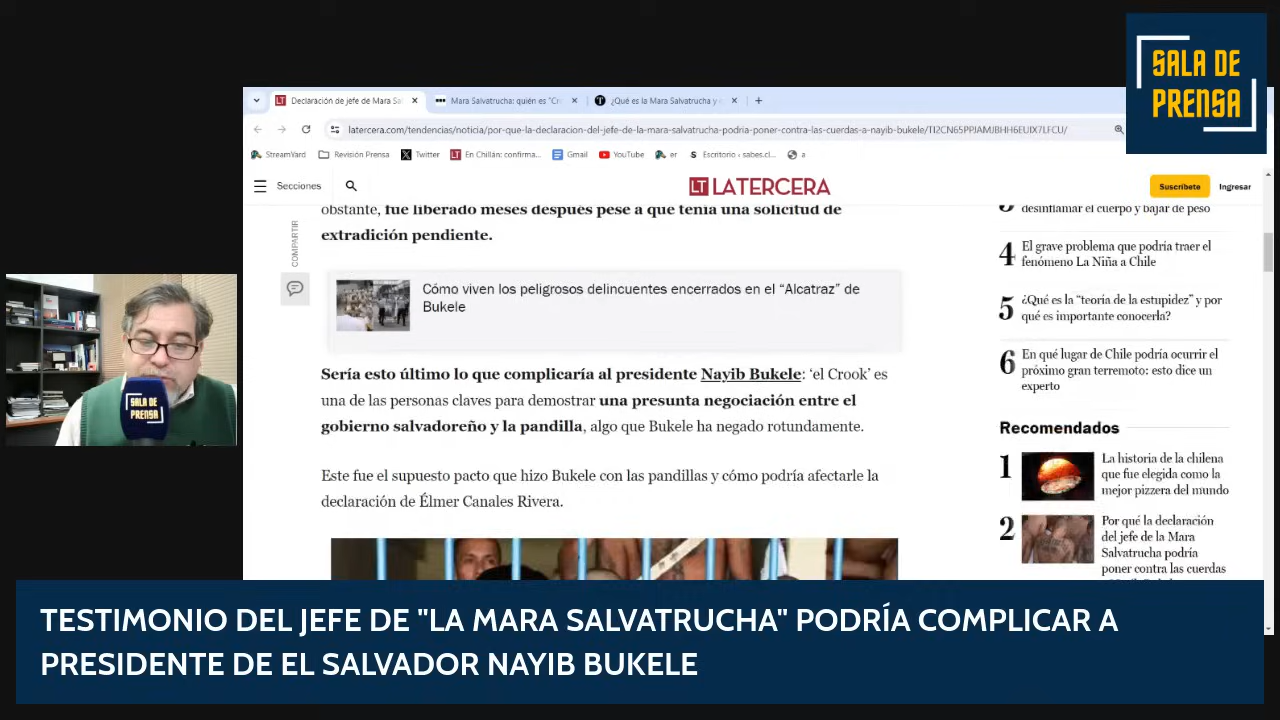 SALA DE
PRENSA
Declaración de jefe de Mara Sal
Mara Salvatrucha: quién es "Cr
¿Qué es la Mara Salvatrucha y
latercera.com/tendencias/noticia/por-que-la-declaracion-del-jefe-de-la-mara-salvatrucha-podria-poner-contra-las-cuerdas-a-nayib-bukele/TI2CN65PPJAMJBHH6EUIX7LFCU/
StreamYard
Revisión Prensa
Twitter
En Chillán: confirma...
Gmail
YouTube
er
Escritorio ‹ sabes.cl...
a
Secciones
LT LATERCERA
Suscríbete
Ingresar
COMPARTIR
obstante, fue liberado meses después pese a que tenía una solicitud de
extradición pendiente.
Cómo viven los peligrosos delincuentes encerrados en el “Alcatraz” de
Bukele
Sería esto último lo que complicaría al presidente Nayib Bukele: ‘el Crook’ es
una de las personas claves para demostrar una presunta negociación entre el
gobierno salvadoreño y la pandilla, algo que Bukele ha negado rotundamente.
Este fue el supuesto pacto que hizo Bukele con las pandillas y cómo podría afectarle la
declaración de Élmer Canales Rivera.
desinflamar el cuerpo y bajar de peso
4
El grave problema que podría traer el
fenómeno La Niña a Chile
5
¿Qué es la “teoría de la estupidez” y por
qué es importante conocerla?
6
En qué lugar de Chile podría ocurrir el
próximo gran terremoto: esto dice un
experto
Recomendados
1
La historia de la chilena
que fue elegida como la
mejor pizzera del mundo
2
Por qué la declaración
del jefe de la Mara
Salvatrucha podría
poner contra las cuerdas
SALA DE
PRENSA
TESTIMONIO DEL JEFE DE "LA MARA SALVATRUCHA" PODRÍA COMPLICAR A
PRESIDENTE DE EL SALVADOR NAYIB BUKELE